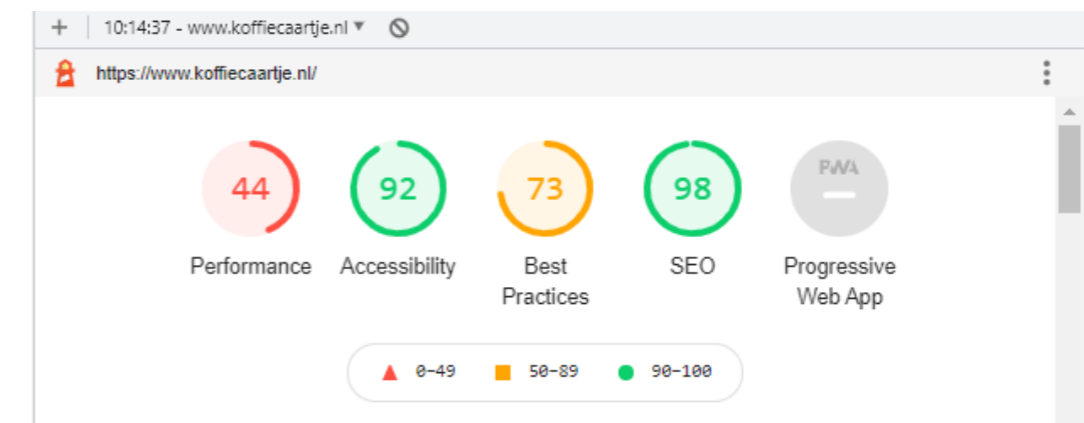 + 10:14:37 - www.koffiecaartje.nl ▼
https://www.koffiecaartje.nl/
44 92 73 98 PWA
Performance Accessibility Best Practices SEO Progressive Web App
0–49 50–89 90–100